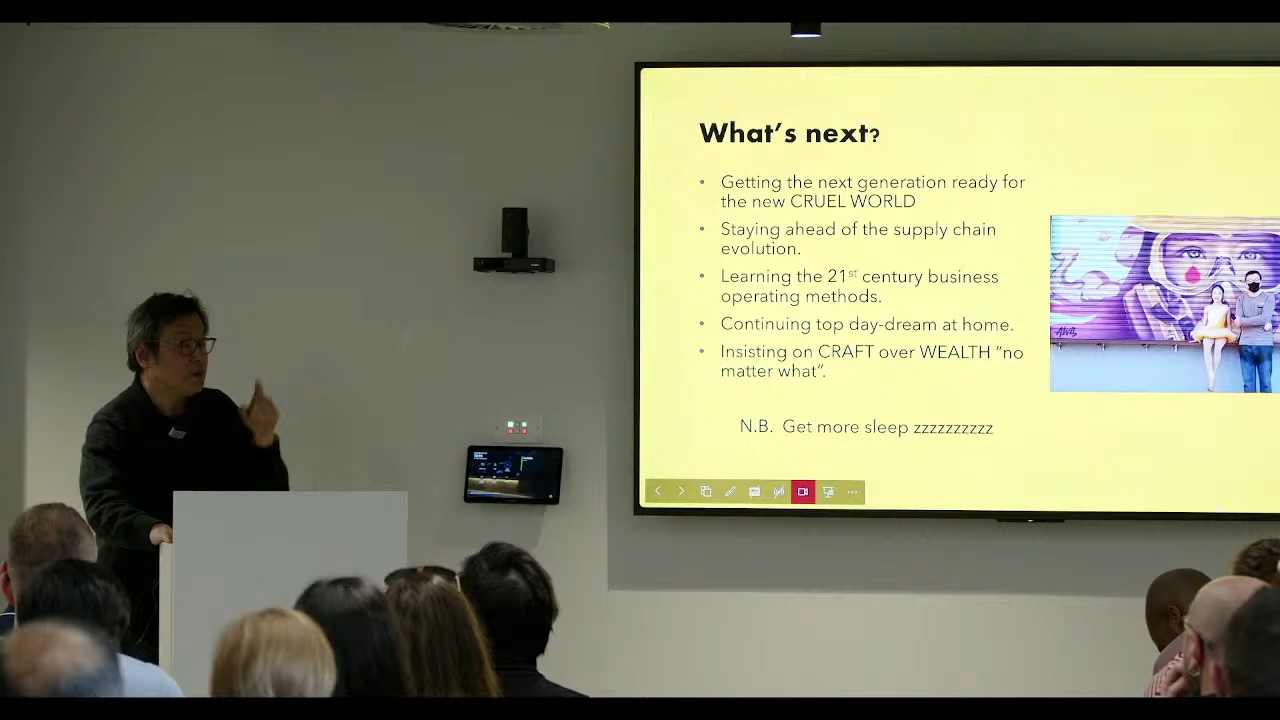 What's next?
• Getting the next generation ready for
the new CRUEL WORLD
• Staying ahead of the supply chain
evolution.
• Learning the 21st century business
operating methods.
• Continuing top day-dream at home.
• Insisting on CRAFT over WEALTH “no
matter what”.
N.B. Get more sleep zzzzzzzzzz